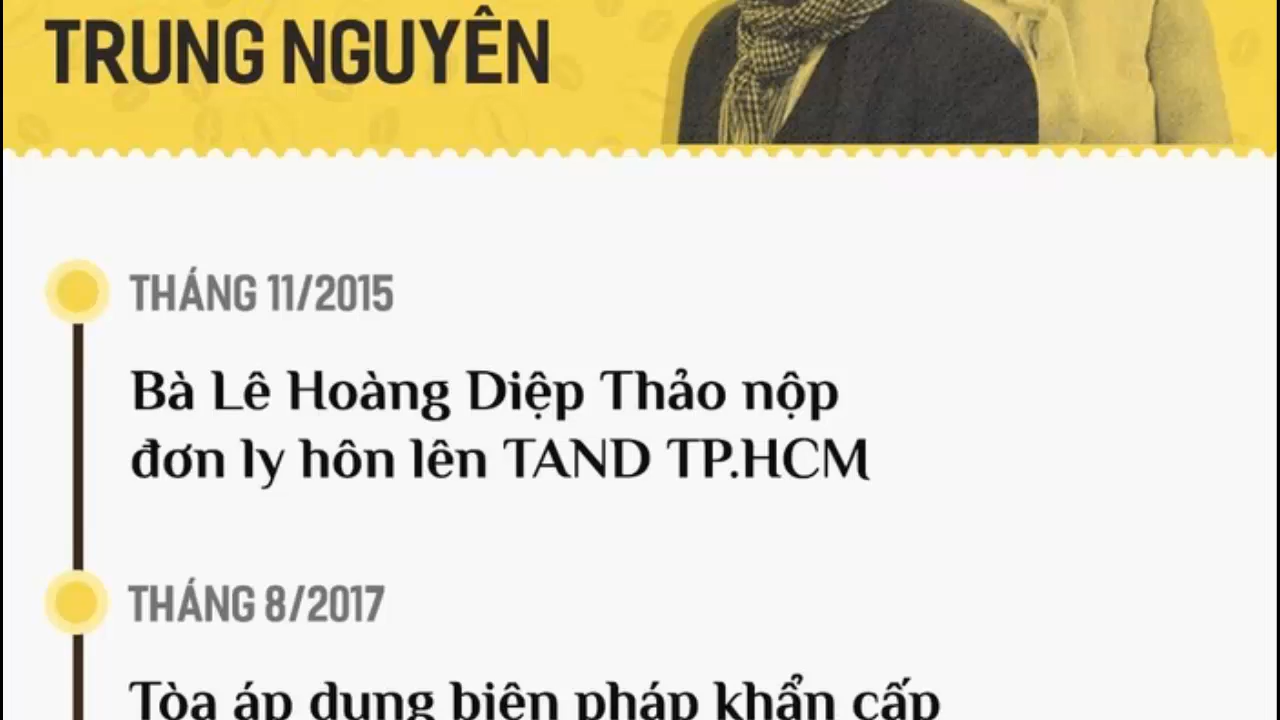 TRUNG NGUYÊN
THÁNG 11/2015
Bà Lê Hoàng Diệp Thảo nộp
đơn ly hôn lên TAND TP.HCM
THÁNG 8/2017
Tòa áp dụng biện pháp khẩn cấp